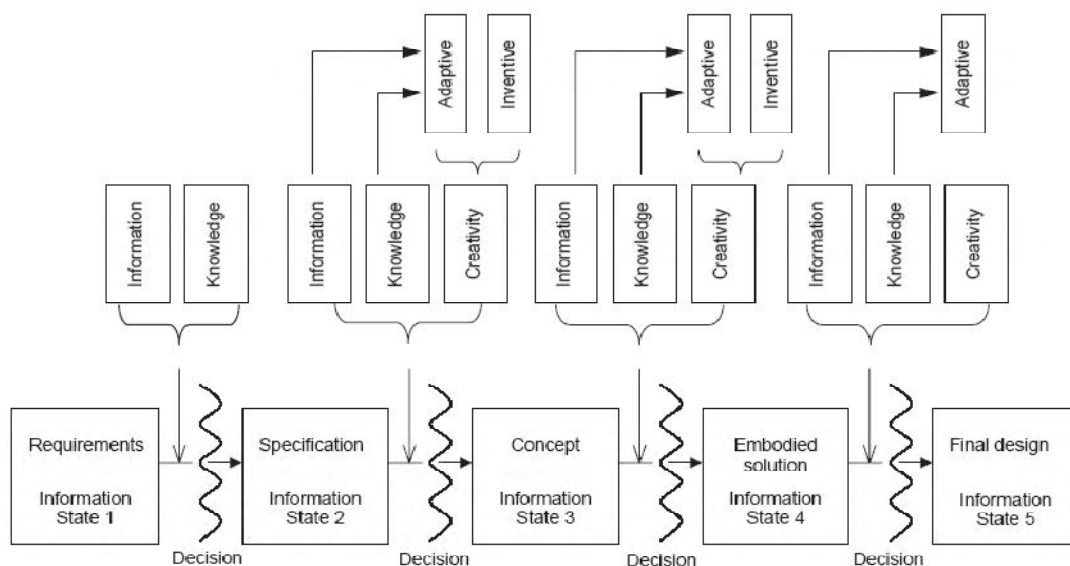 Adaptive
Inventive
Adaptive
Inventive
Adaptive
Information
Knowledge
Information
Knowledge
Creativity
Information
Knowledge
Creativity
Information
Knowledge
Creativity
Requirements
Information
State 1
Specification
Information
State 2
Concept
Information
State 3
Embodied
solution
Information
State 4
Final design
Information
State 5
Decision
Decision
Decision
Decision